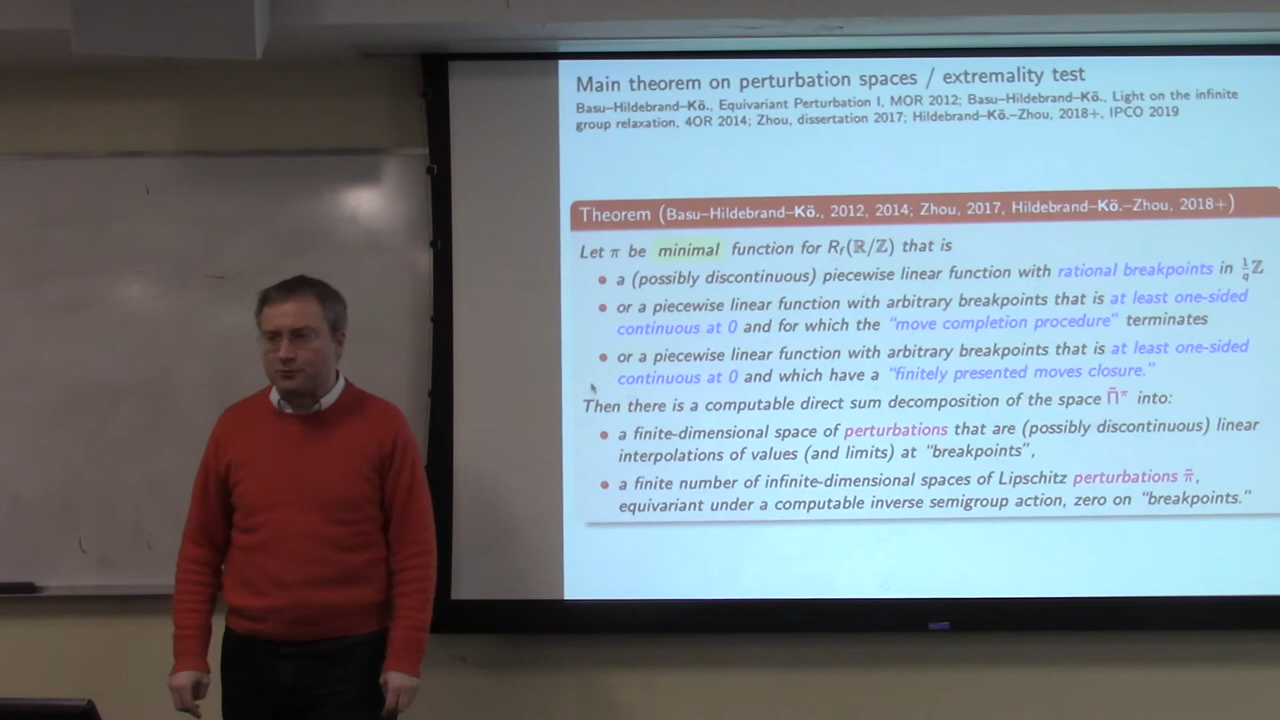 Main theorem on perturbation spaces / extremality test
Basu–Hildebrand–Kö., Equivariant Perturbation I, MOR 2012; Basu–Hildebrand–Kö., Light on the infinite
group relaxation, 4OR 2014; Zhou, dissertation 2017; Hildebrand–Kö.–Zhou, 2018+, IPCO 2019
Theorem (Basu–Hildebrand–Kö., 2012, 2014; Zhou, 2017, Hildebrand–Kö.–Zhou, 2018+)
Let π be minimal function for R_f(ℝ/ℤ) that is
• a (possibly discontinuous) piecewise linear function with rational breakpoints in 1/q ℤ
• or a piecewise linear function with arbitrary breakpoints that is at least one-sided
continuous at 0 and for which the “move completion procedure” terminates
• or a piecewise linear function with arbitrary breakpoints that is at least one-sided
continuous at 0 and which have a “finitely presented moves closure.”
Then there is a computable direct sum decomposition of the space Π̃^π into:
• a finite-dimensional space of perturbations that are (possibly discontinuous) linear
interpolations of values (and limits) at “breakpoints”,
• a finite number of infinite-dimensional spaces of Lipschitz perturbations π̃,
equivariant under a computable inverse semigroup action, zero on “breakpoints.”